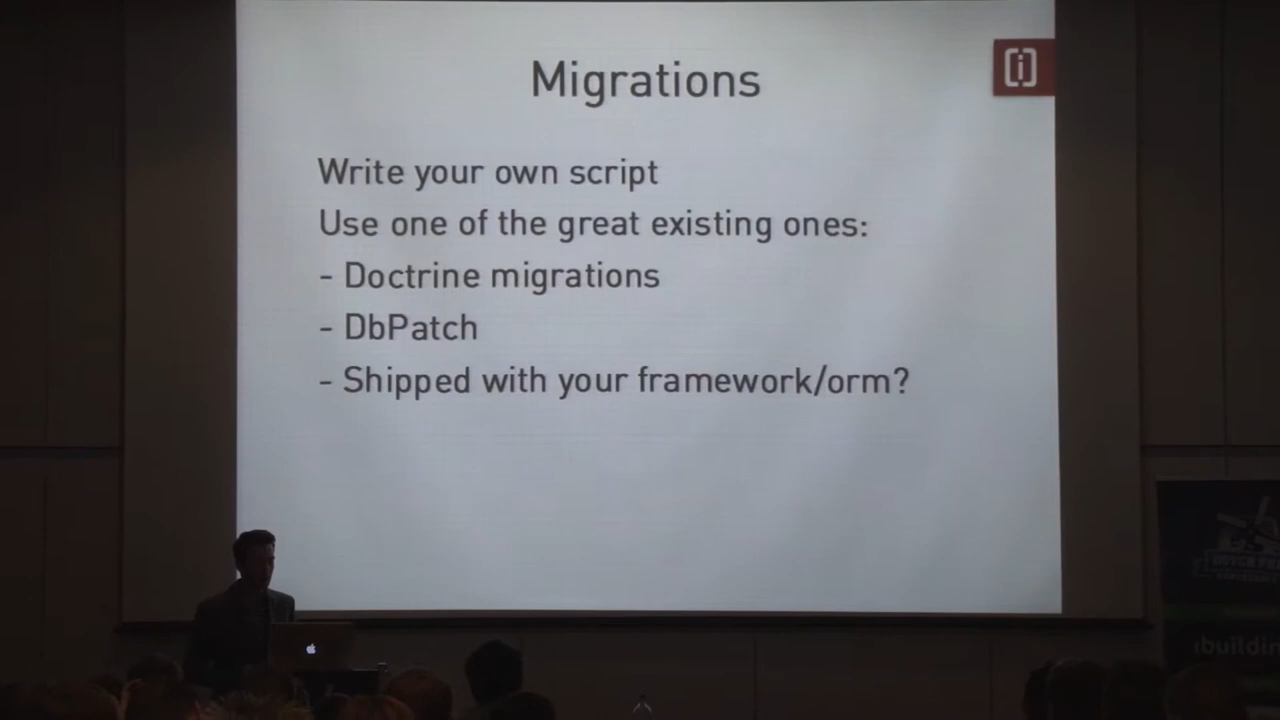 Migrations
[i]
Write your own script
Use one of the great existing ones:
- Doctrine migrations
- DbPatch
- Shipped with your framework/orm?